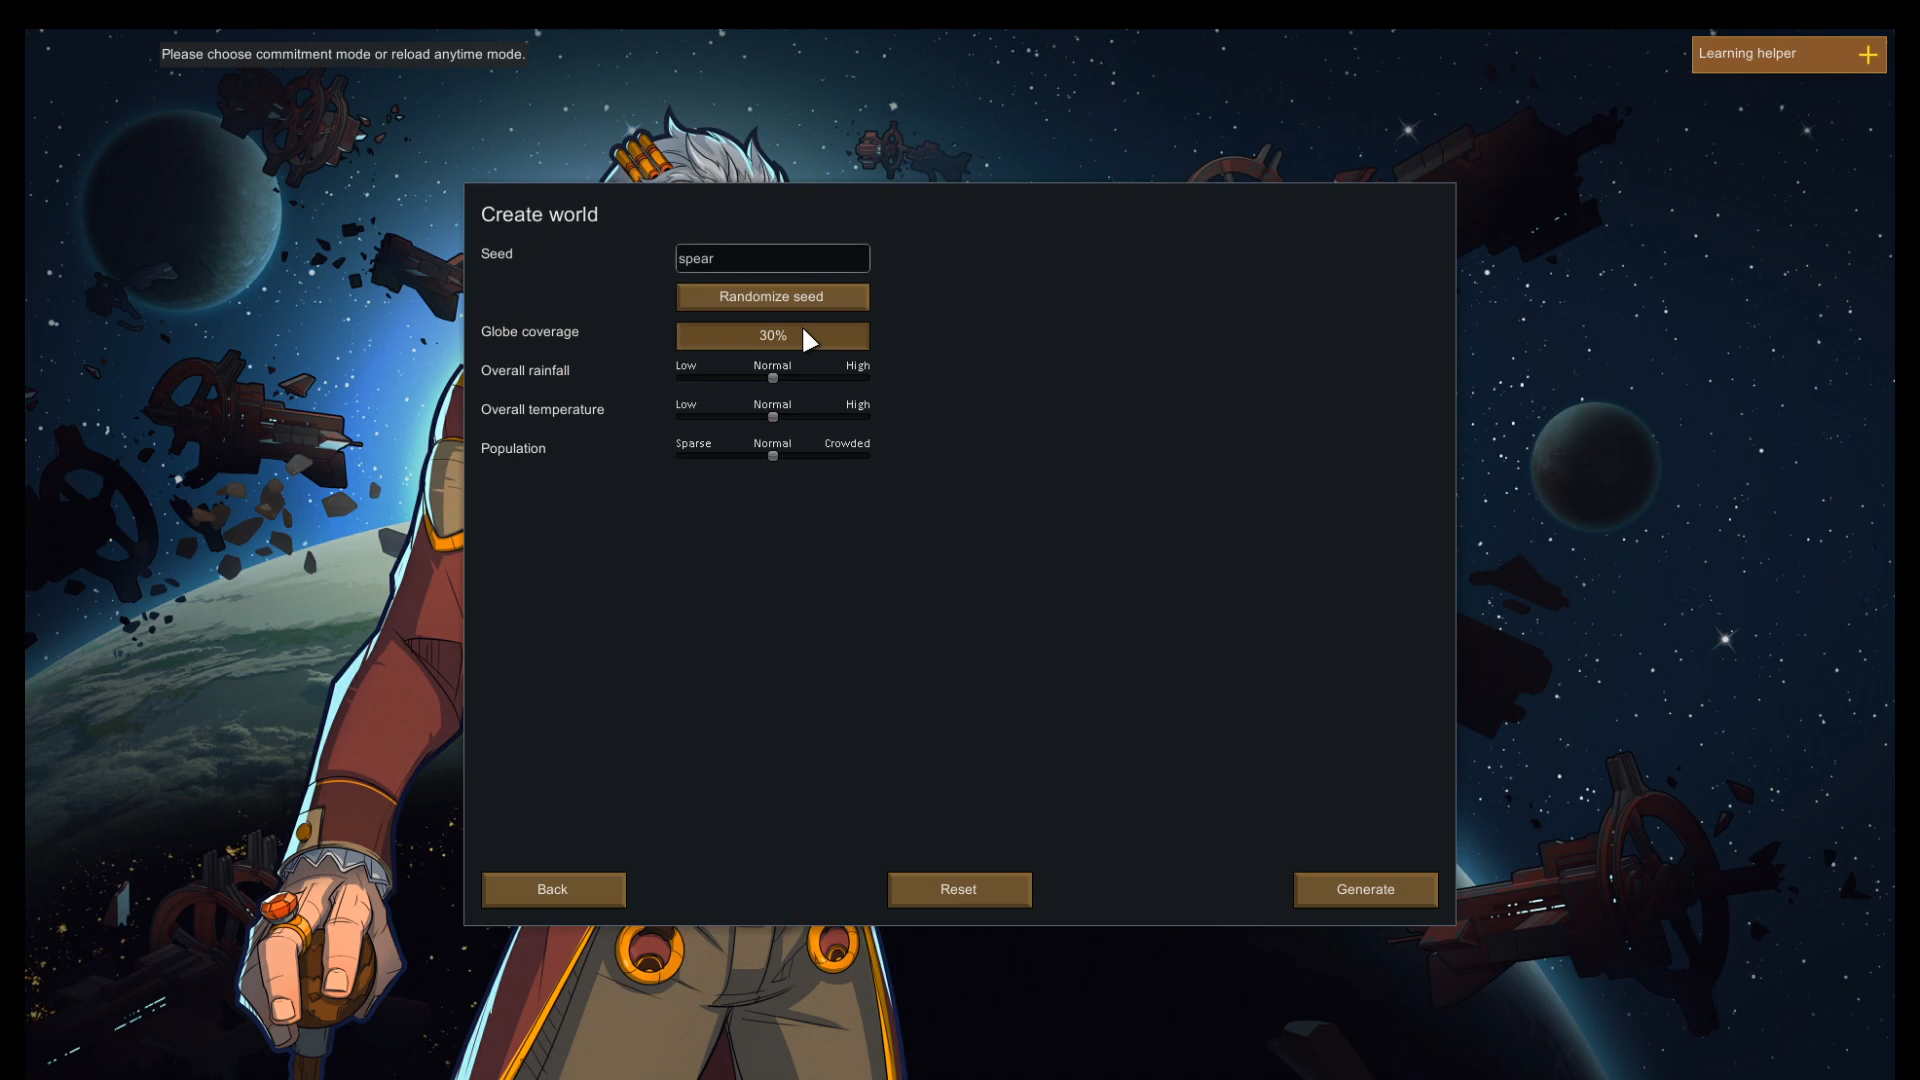 Please choose commitment mode or reload anytime mode.
Learning helper
Create world
Seed
spear
Randomize seed
Globe coverage
30%
Overall rainfall
Low Normal High
Overall temperature
Low Normal High
Population
Sparse Normal Crowded
Back
Reset
Generate